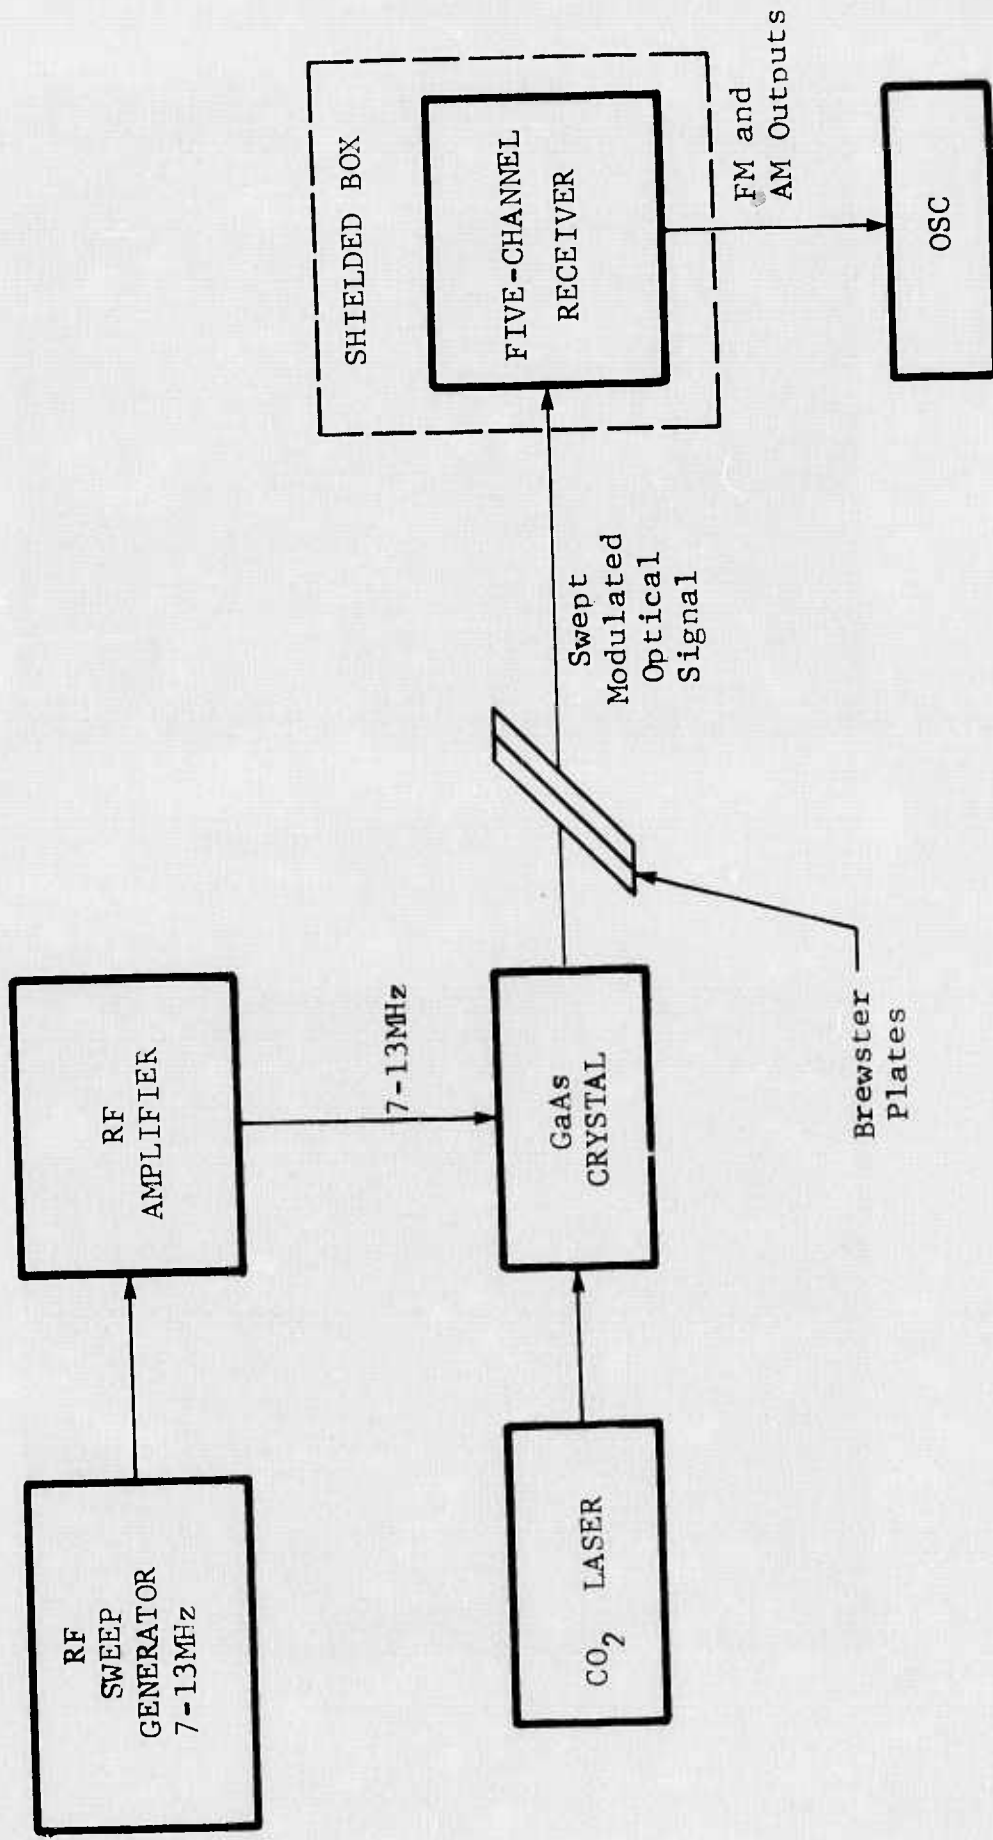 RF
SWEEP
GENERATOR
7-13MHz
RF
AMPLIFIER
7-13MHz
CO2 LASER
GaAs
CRYSTAL
Brewster
Plates
Swept
Modulated
Optical
Signal
SHIELDED BOX
FIVE-CHANNEL
RECEIVER
FM and
AM Outputs
OSC